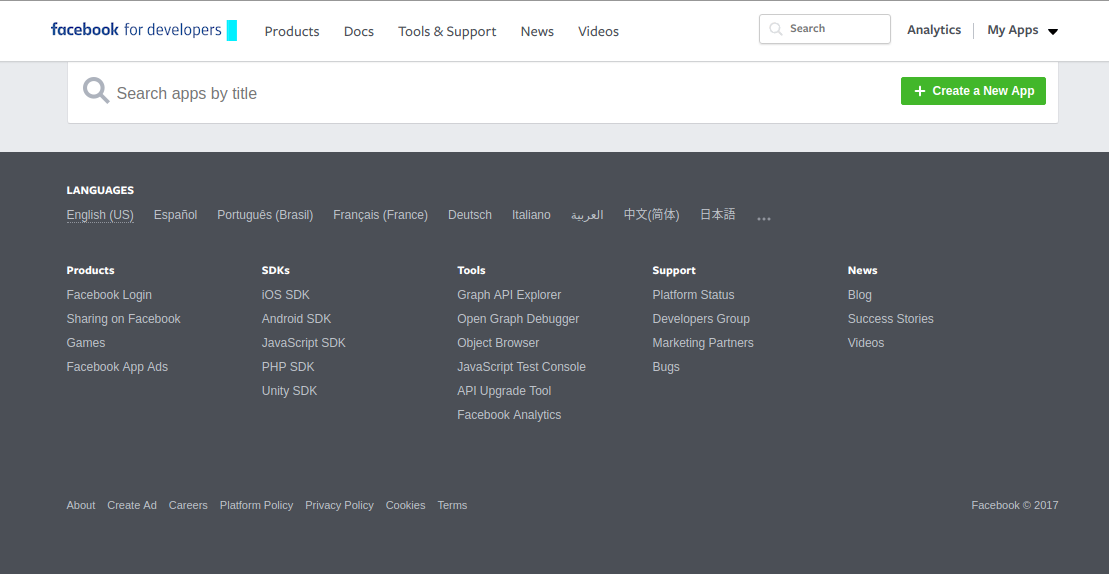 facebook for developers Products Docs Tools & Support News Videos Search Analytics My Apps
Search apps by title + Create a New App
LANGUAGES
English (US) Español Português (Brasil) Français (France) Deutsch Italiano العربية 中文(简体) 日本語 ...
Products SDKs Tools Support News
Facebook Login iOS SDK Graph API Explorer Platform Status Blog
Sharing on Facebook Android SDK Open Graph Debugger Developers Group Success Stories
Games JavaScript SDK Object Browser Marketing Partners Videos
Facebook App Ads PHP SDK JavaScript Test Console Bugs
Unity SDK API Upgrade Tool
Facebook Analytics
About Create Ad Careers Platform Policy Privacy Policy Cookies Terms Facebook © 2017